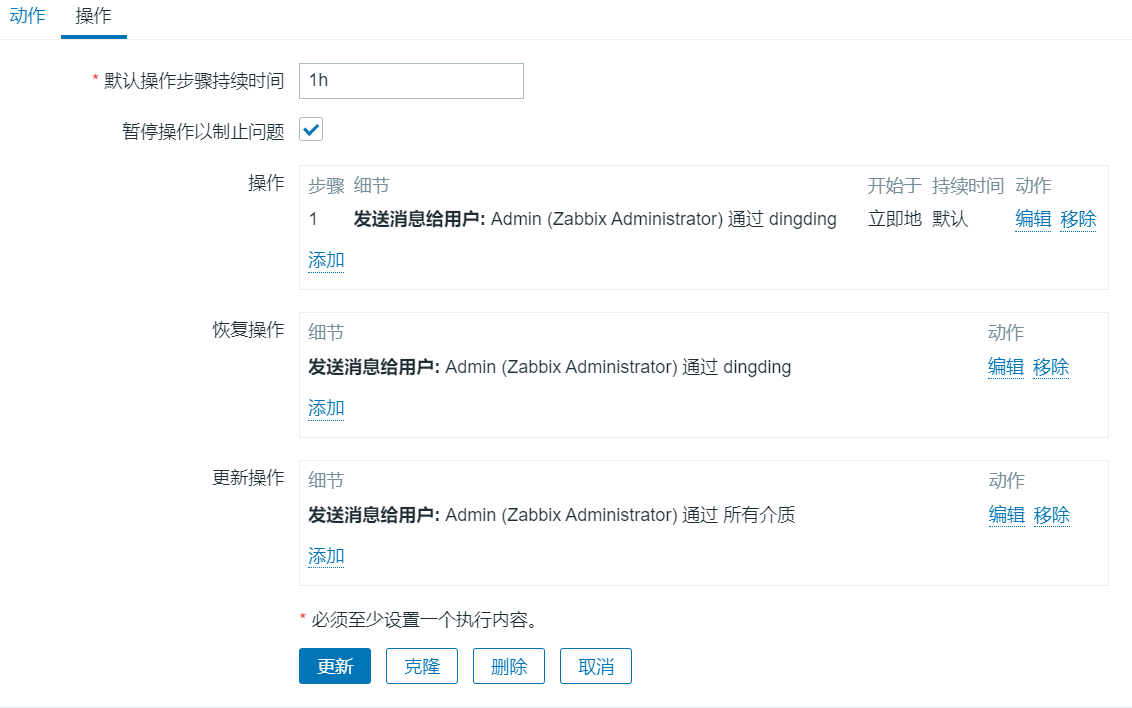 动作 操作
* 默认操作步骤持续时间 1h
暂停操作以制止问题
操作 步骤 细节 开始于 持续时间 动作
1 发送消息给用户: Admin (Zabbix Administrator) 通过 dingding 立即地 默认 编辑 移除
添加
恢复操作 细节 动作
发送消息给用户: Admin (Zabbix Administrator) 通过 dingding 编辑 移除
添加
更新操作 细节 动作
发送消息给用户: Admin (Zabbix Administrator) 通过 所有介质 编辑 移除
添加
* 必须至少设置一个执行内容。
更新 克隆 删除 取消